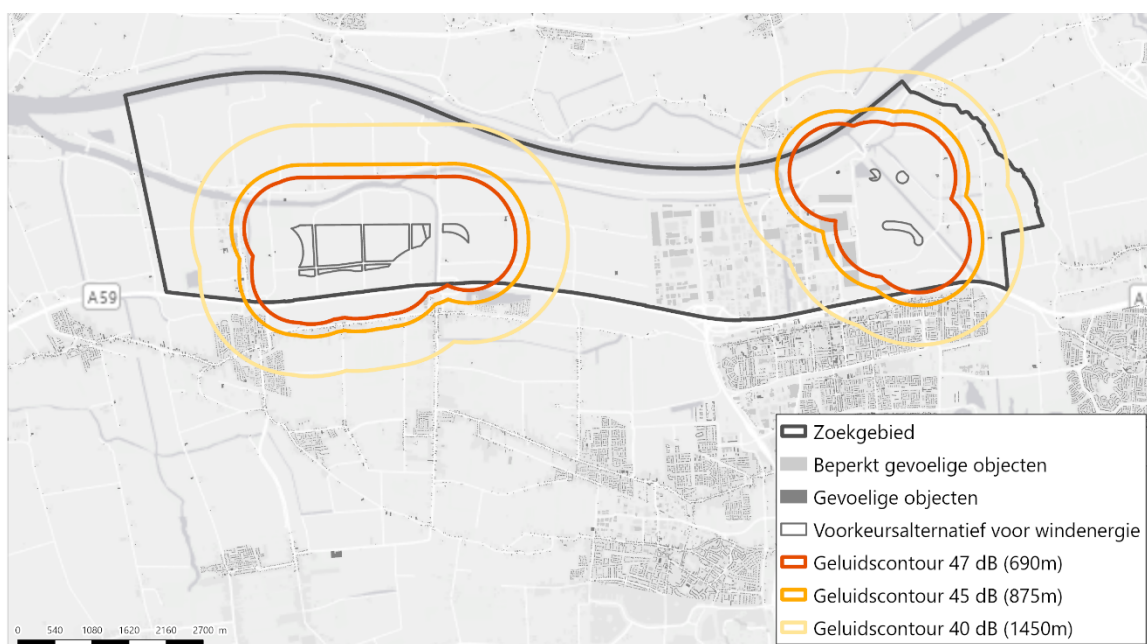 A59
A
Zoekgebied
Beperkt gevoelige objecten
Gevoelige objecten
Voorkeursalternatief voor windenergie
Geluidscontour 47 dB (690m)
Geluidscontour 45 dB (875m)
Geluidscontour 40 dB (1450m)
0 540 1080 1620 2160 2700 m